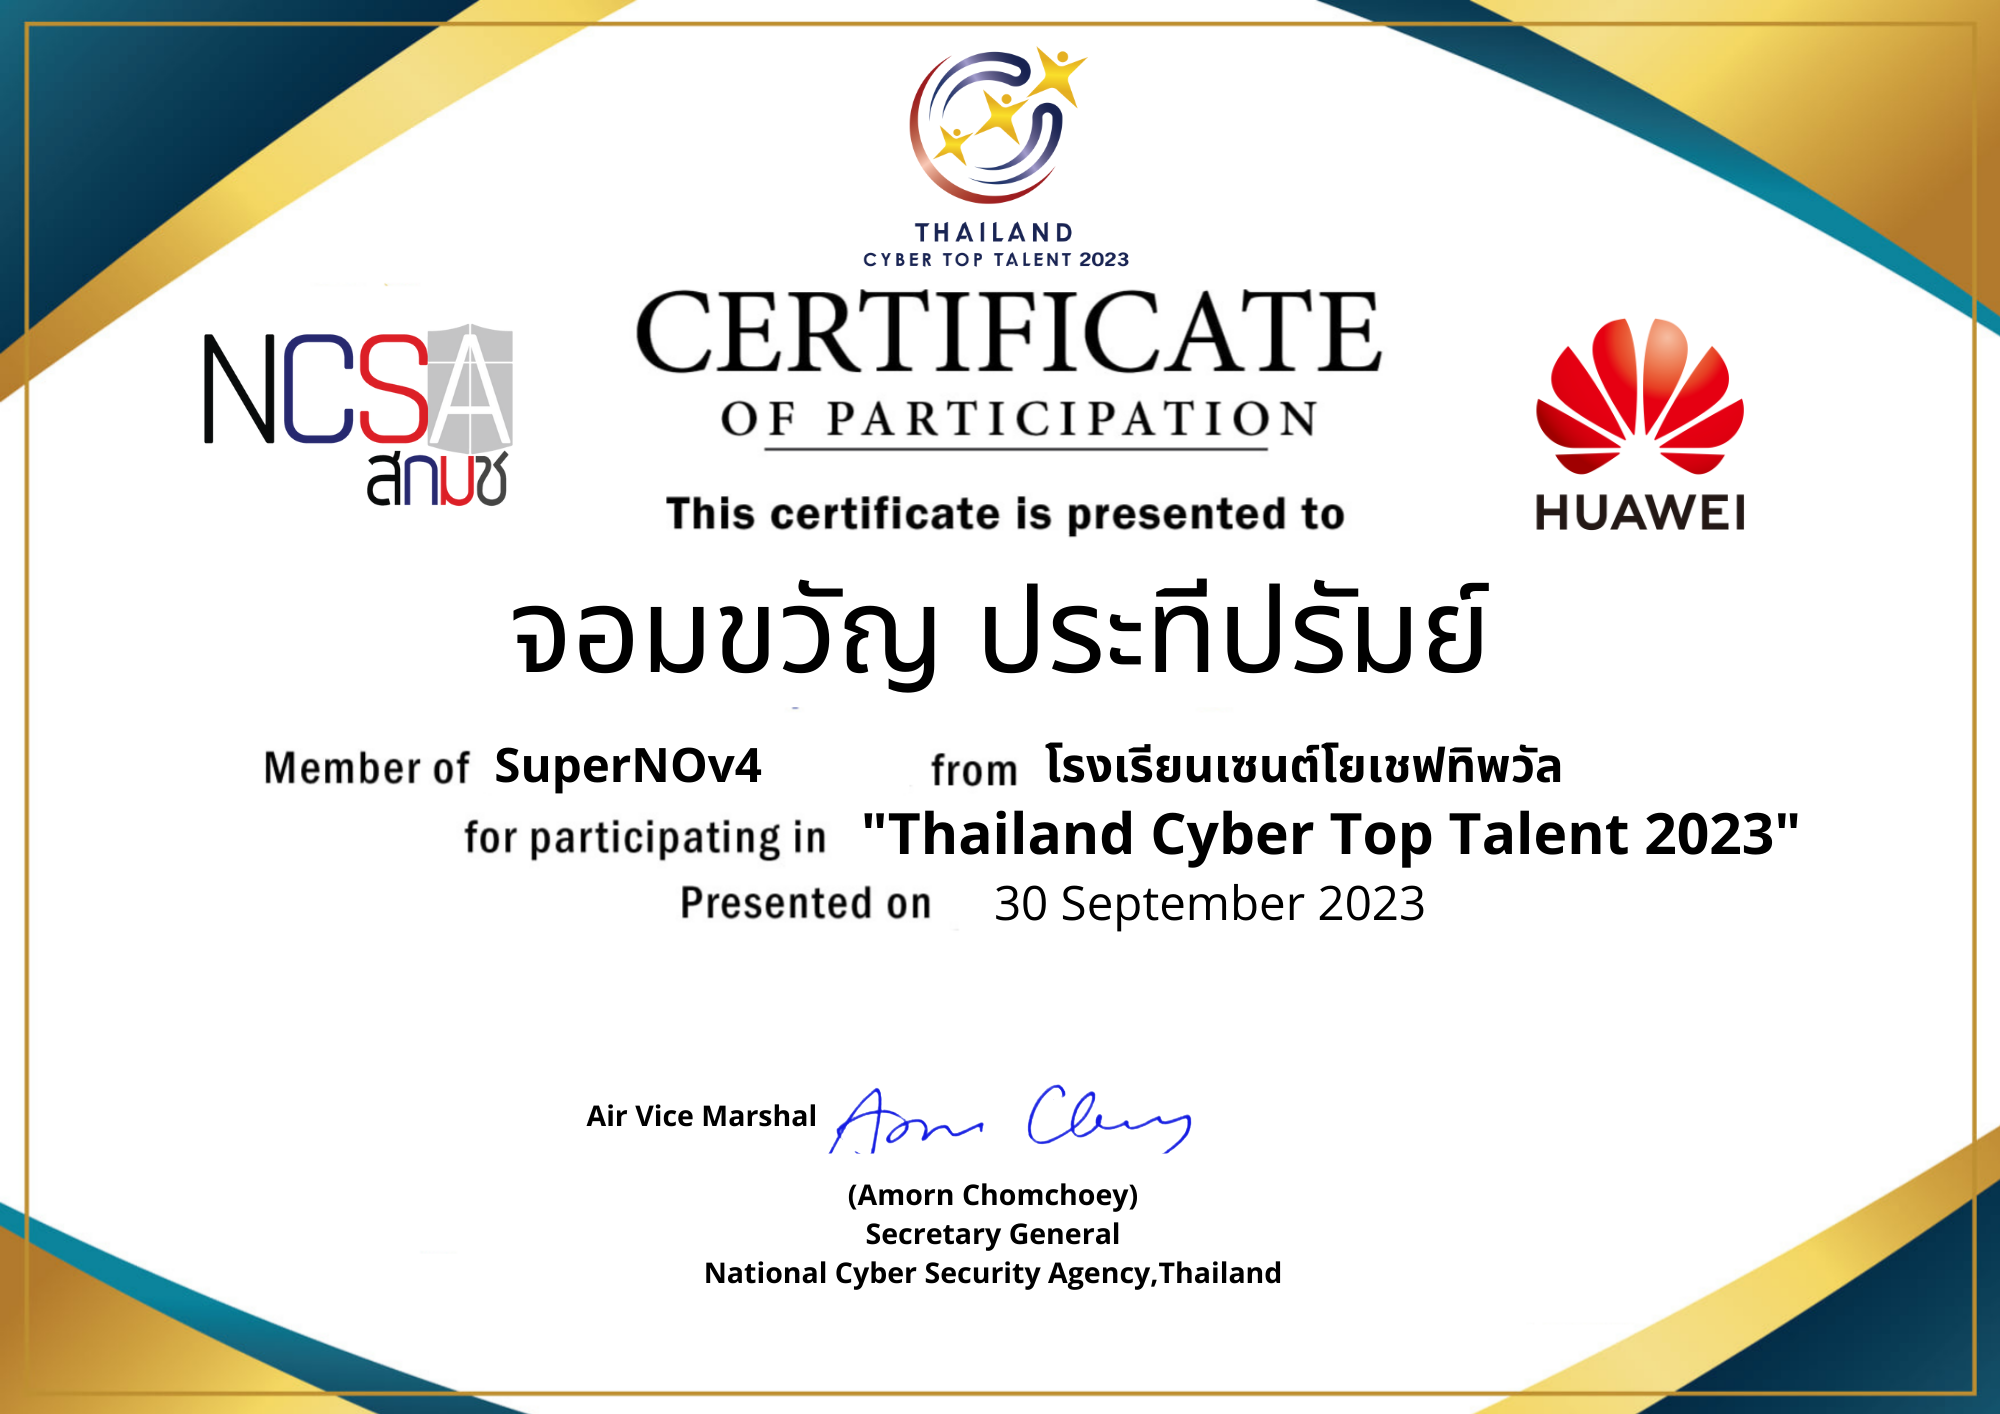 THAILAND
CYBER TOP TALENT 2023
CERTIFICATE
OF PARTICIPATION
NCSA
สกมช
HUAWEI
This certificate is presented to
จอมขวัญ ประทีปรัมย์
Member of SuperNOv4 from โรงเรียนเซนต์โยเซฟทิพวัล
for participating in "Thailand Cyber Top Talent 2023"
Presented on 30 September 2023
Air Vice Marshal
(Amorn Chomchoey)
Secretary General
National Cyber Security Agency,Thailand